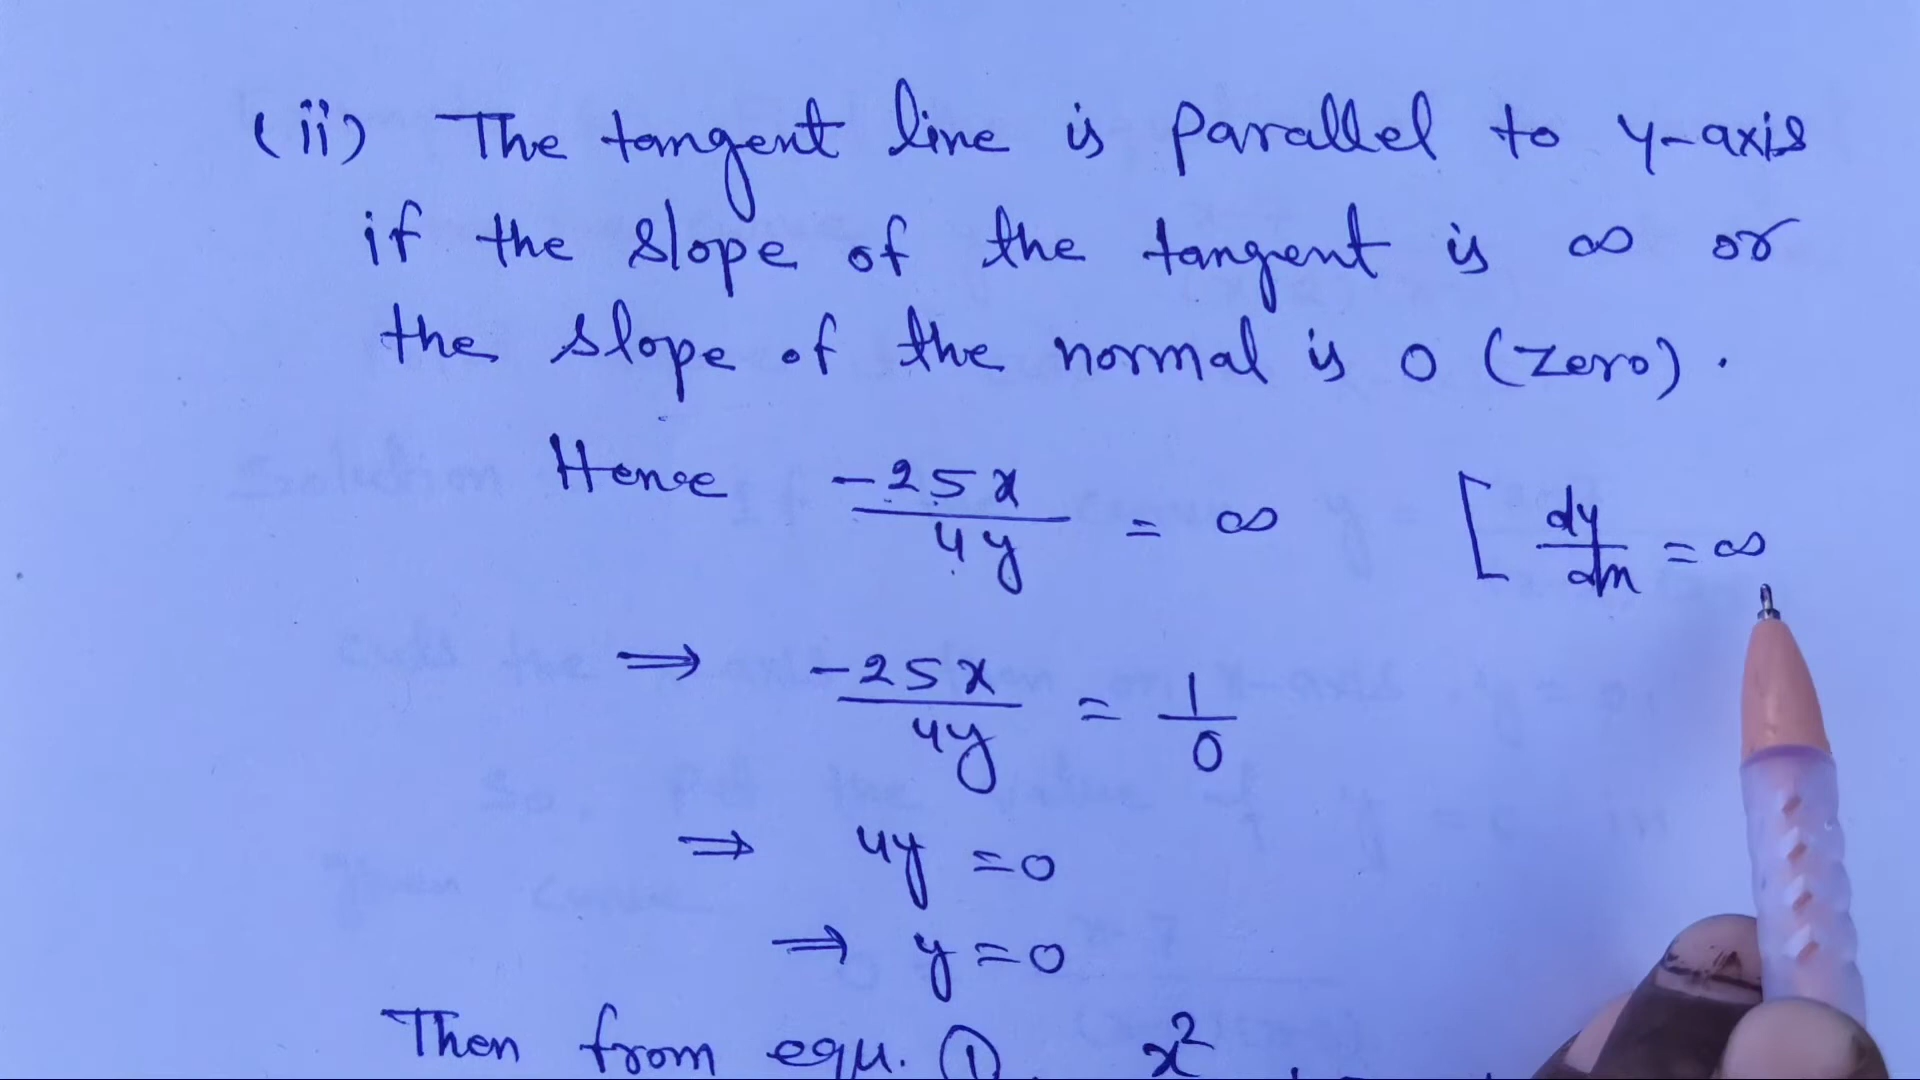 (ii) The tangent line is parallel to y-axis
if the slope of the tangent is ∞ or
the slope of the normal is 0 (zero).
Hence -25x/4y = ∞ [ dy/dx = ∞
⇒ -25x/4y = 1/0
⇒ 4y = 0
⇒ y = 0
Then from equ. ① x²